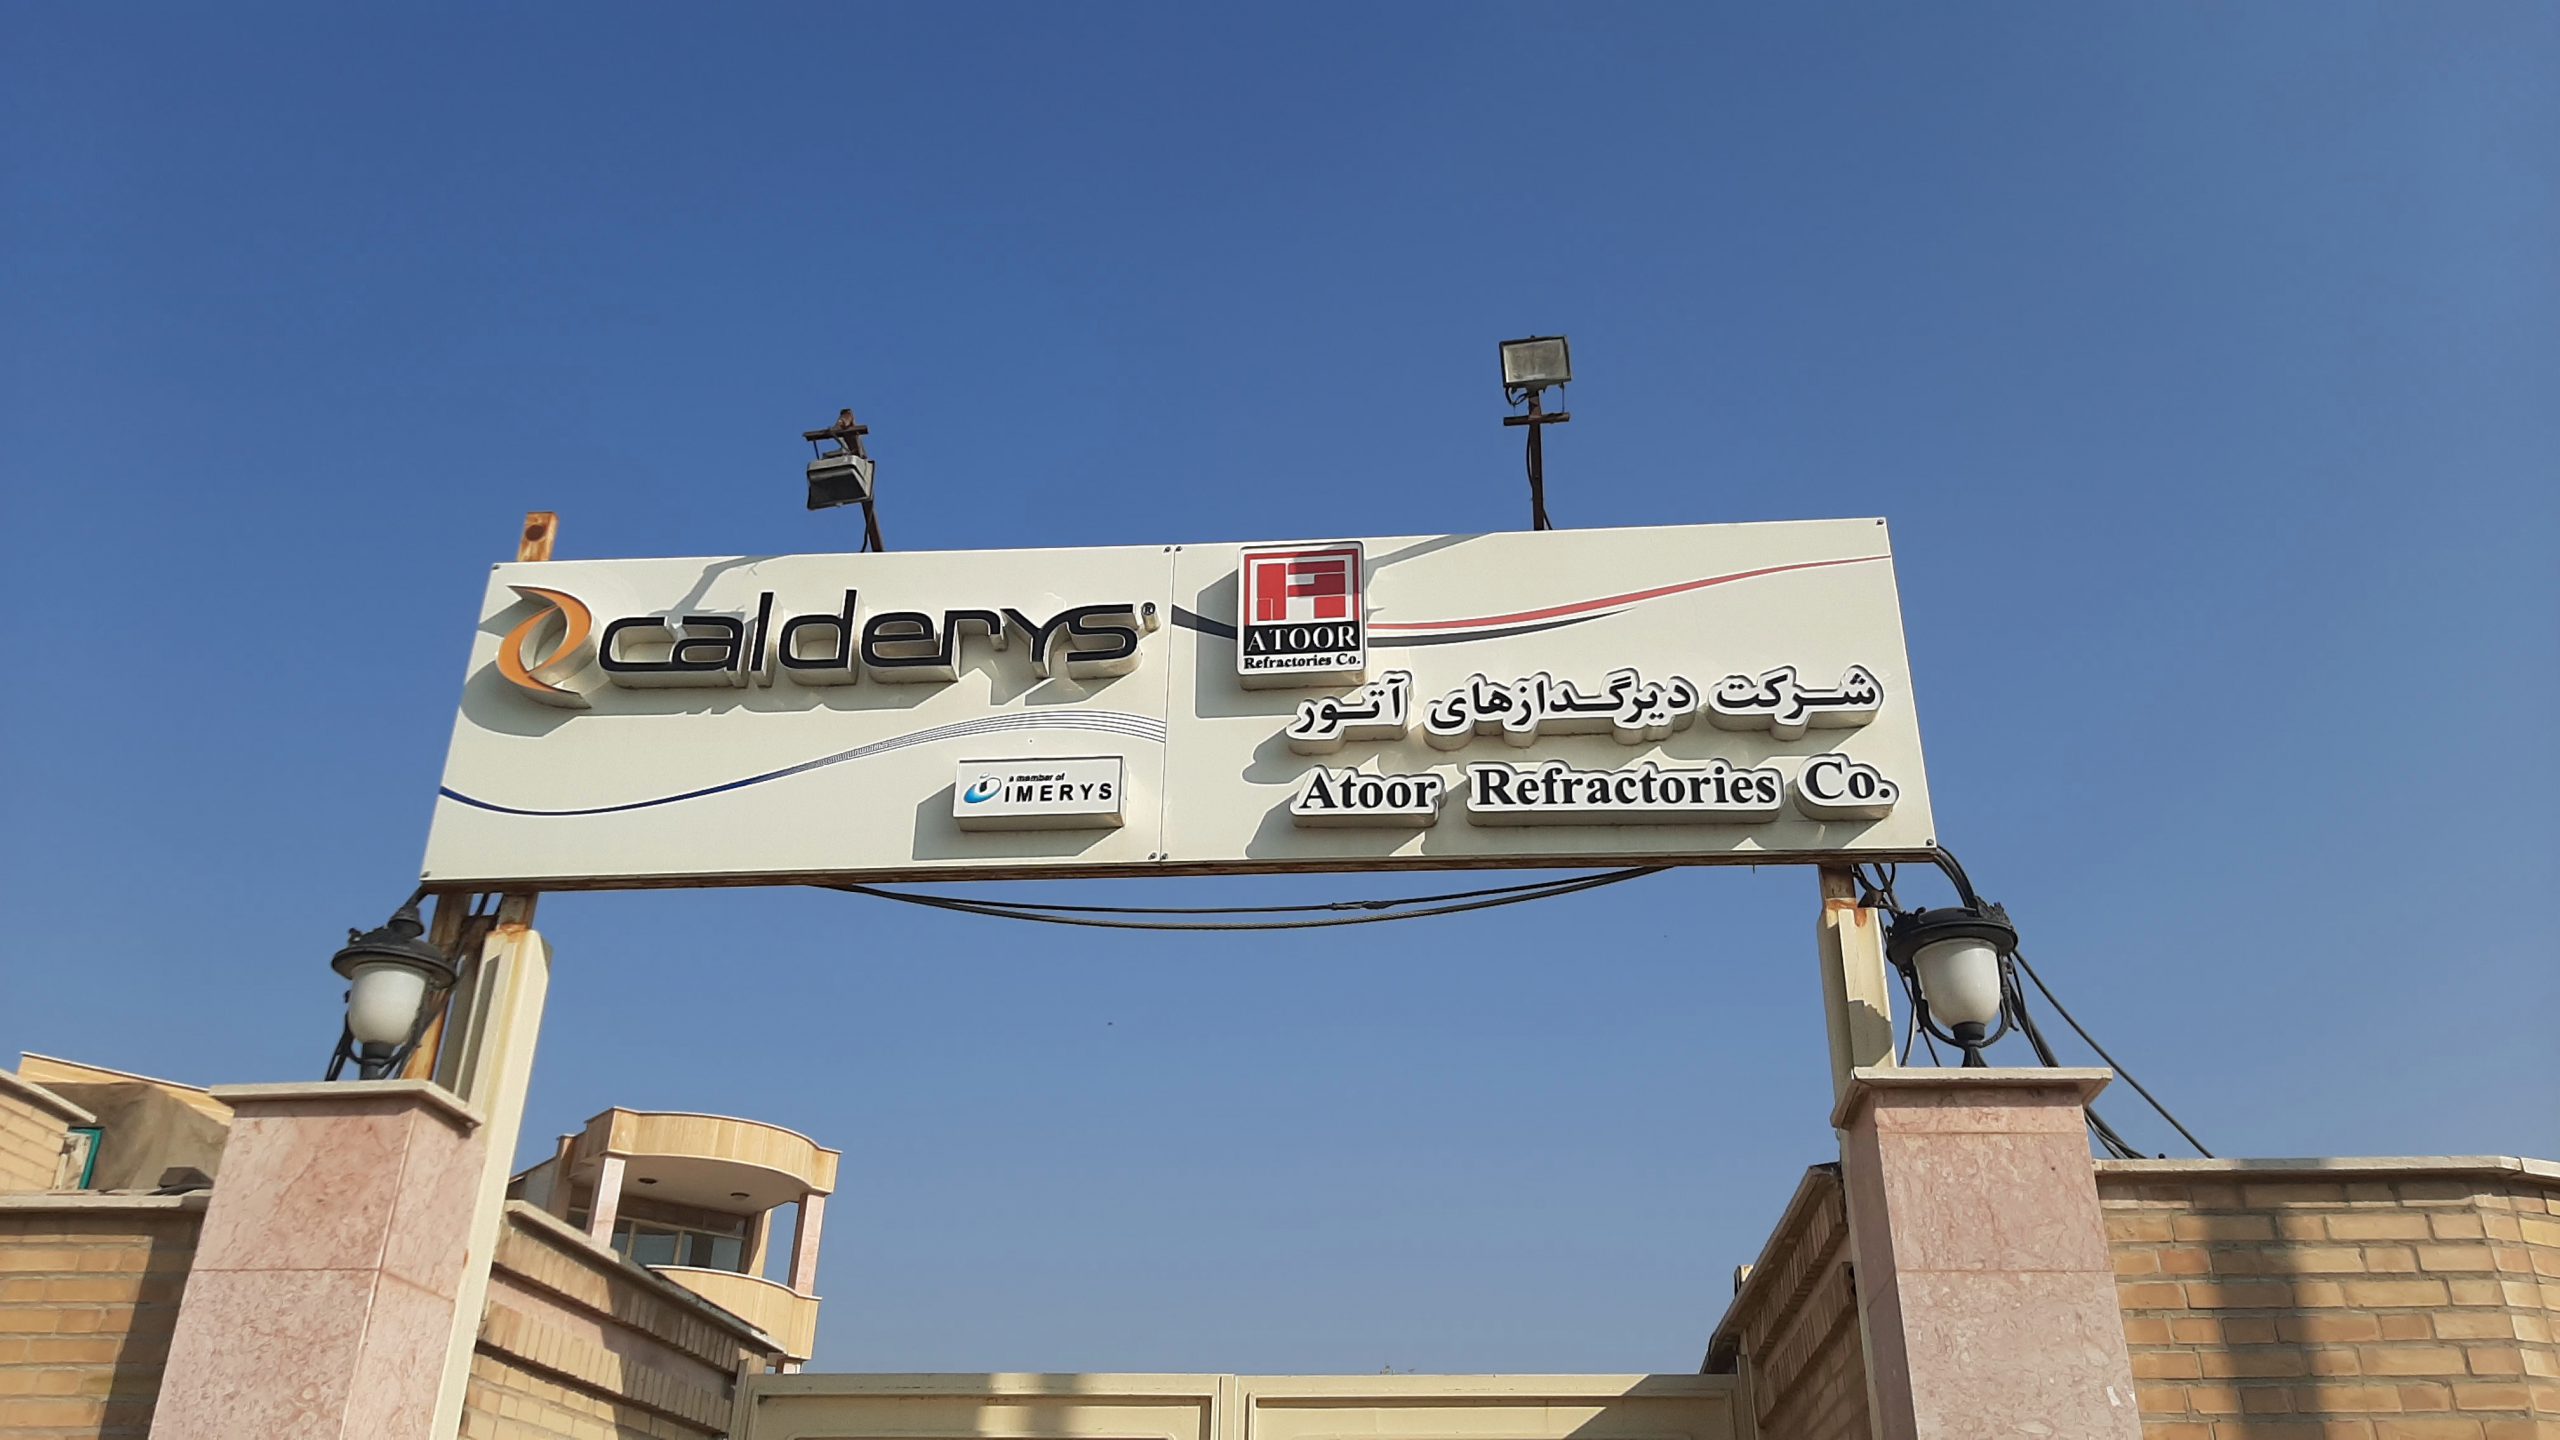 calderys®
a member of
IMERYS
ATOOR
Refractories Co.
شرکت دیرگدازهای آتور
Atoor Refractories Co.